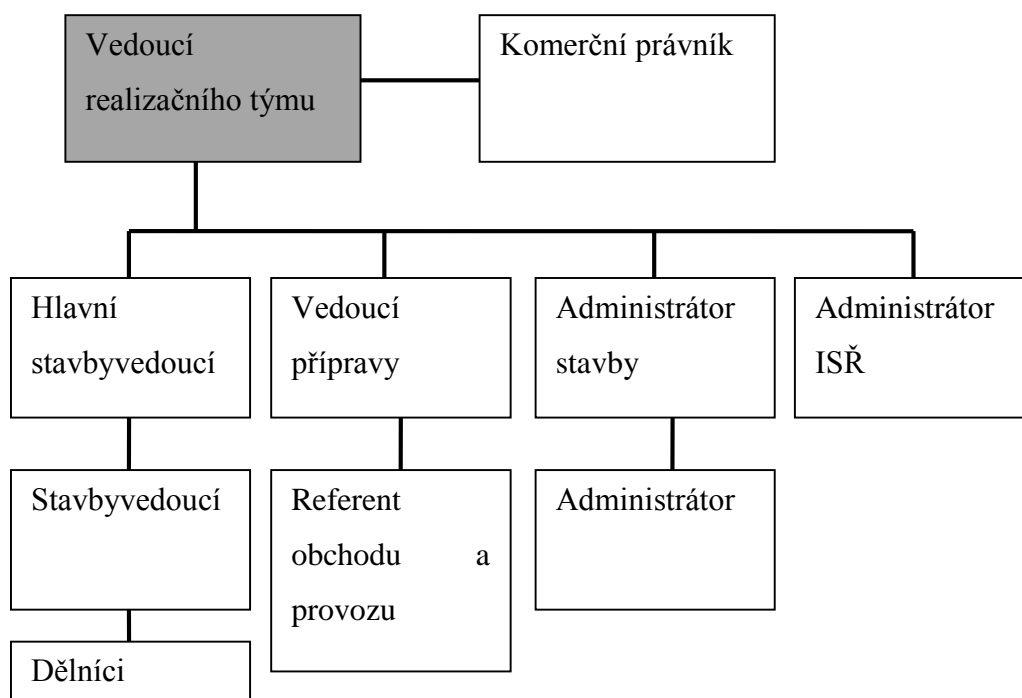 Vedoucí
realizačního týmu
Komerční právník
Hlavní
stavbyvedoucí
Vedoucí
přípravy
Administrátor
stavby
Administrátor
ISŘ
Stavbyvedoucí
Referent
obchodu a
provozu
Administrátor
Dělníci